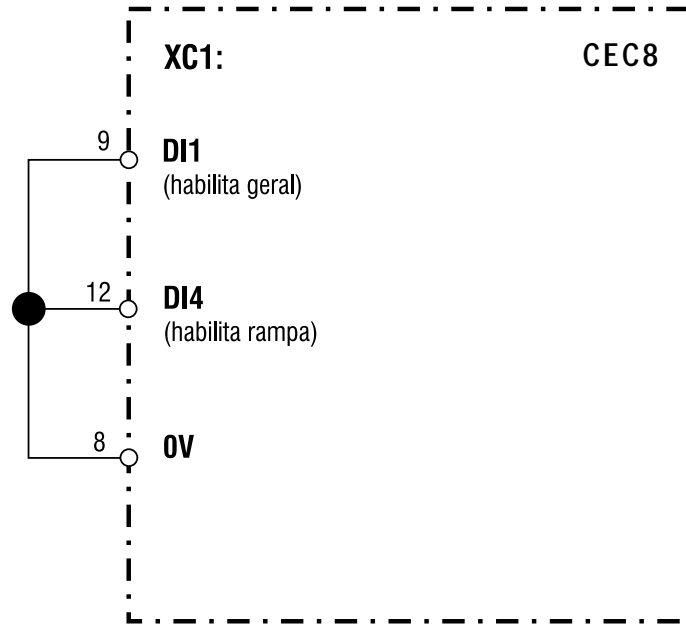 XC1: CEC8
9 DI1
(habilita geral)
12 DI4
(habilita rampa)
8 0V